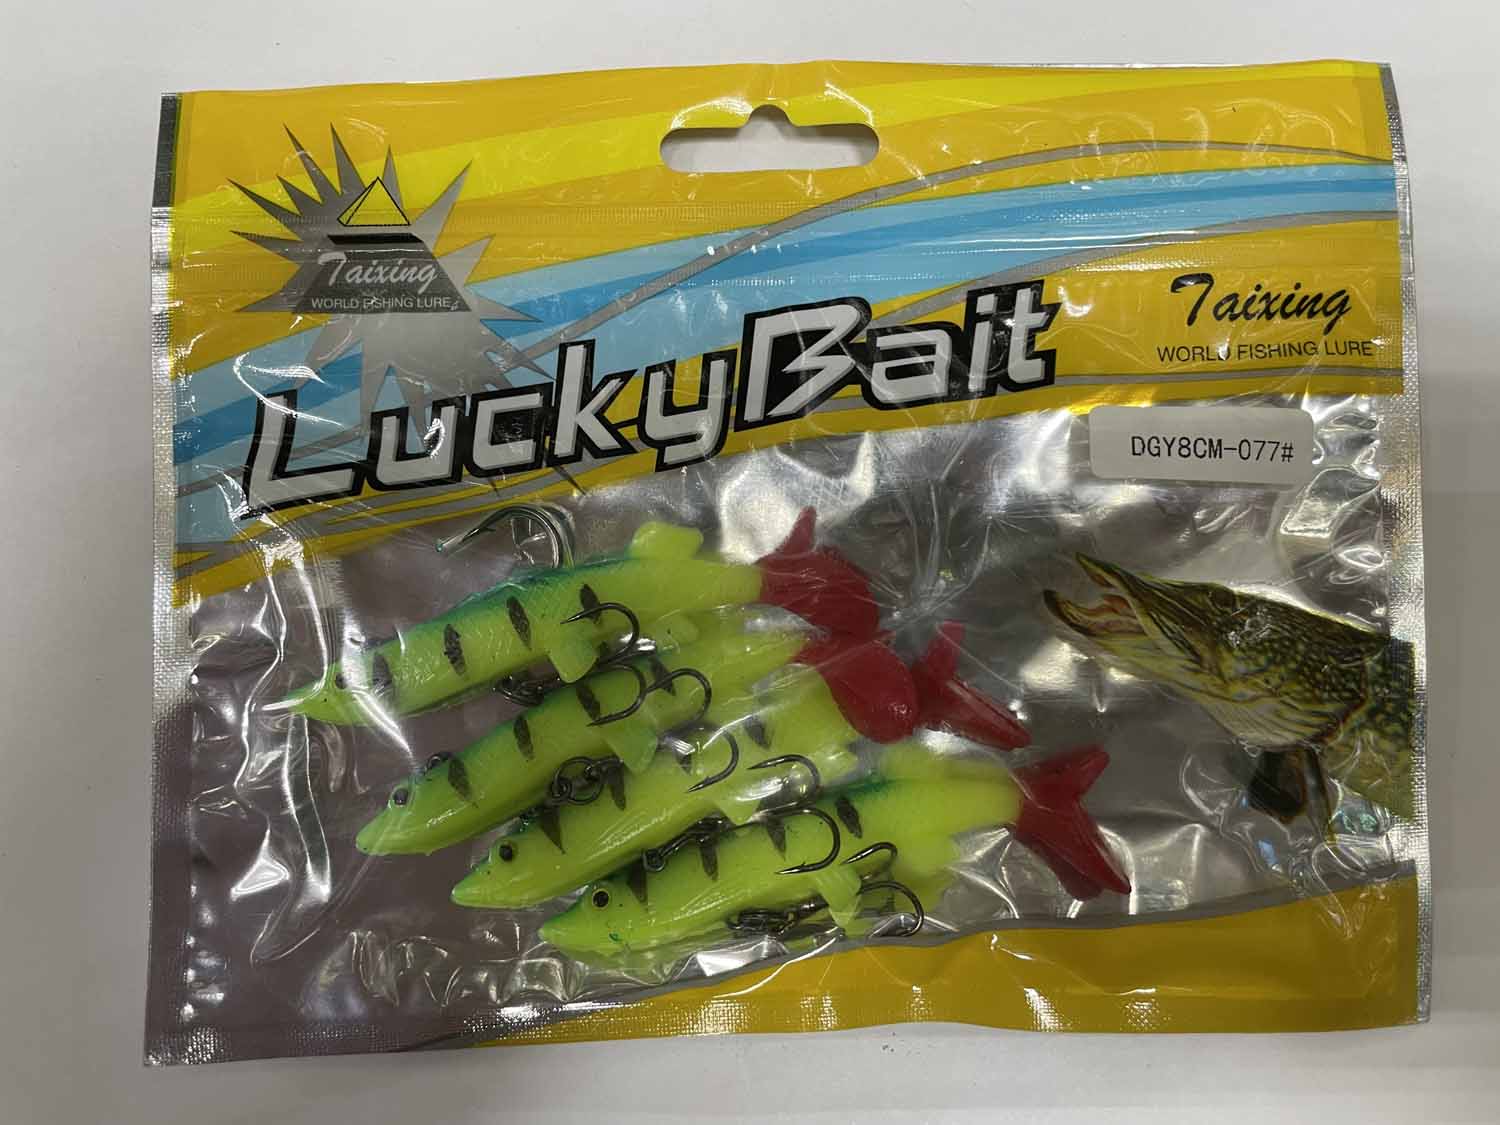 Taixing
WORLD FISHING LURE
LuckyBait
Taixing
WORLD FISHING LURE
DGY8CM-077#